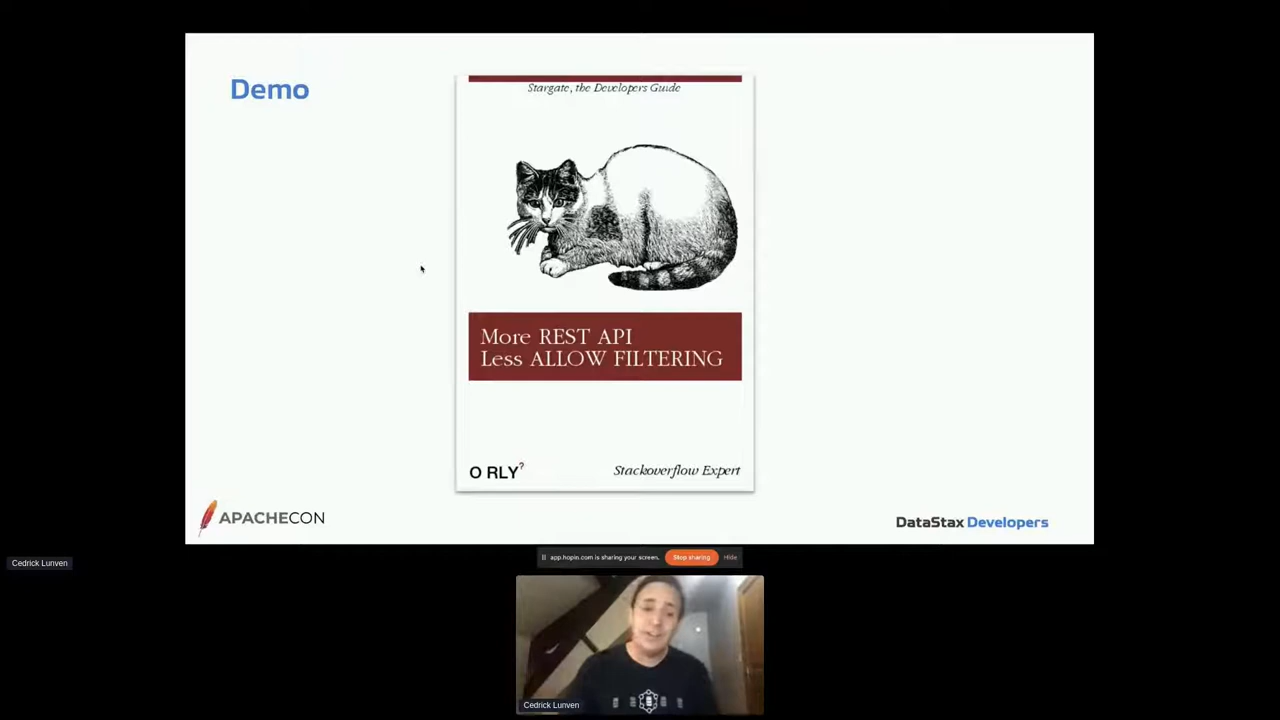 Demo
Stargate, the Developers Guide
More REST API
Less ALLOW FILTERING
O RLY?
Stackoverflow Expert
APACHECON
DataStax Developers
Cedrick Lunven
app.hopin.com is sharing your screen.
Stop sharing
Hide
Cedrick Lunven